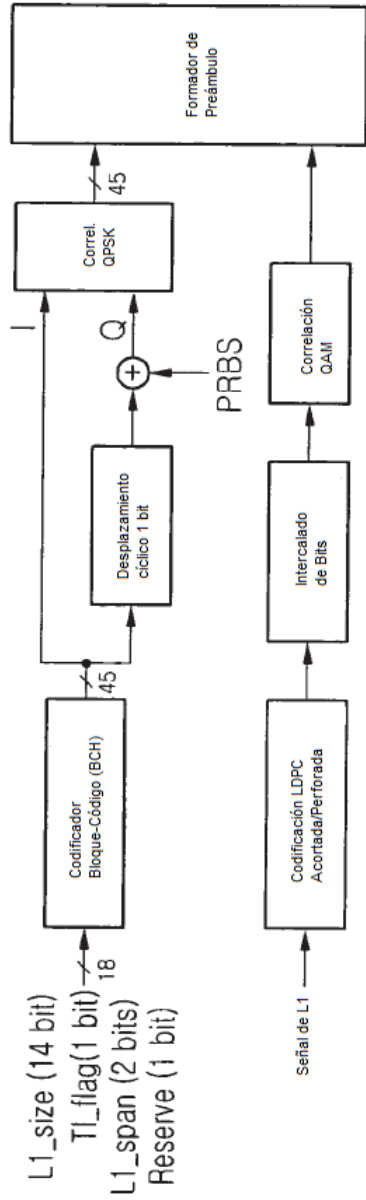 L1_size (14 bit)
TI_flag(1 bit)
L1_span (2 bits)
Reserve (1 bit)
18
Codificador
Bloque-Código (BCH)
45
I
Desplazamiento
cíclico 1 bit
Q
PRBS
Correl.
QPSK
45
Formador de
Preámbulo
Señal de L1
Codificación LDPC
Acortada/Perforada
Intercalado
de Bits
Correlación
QAM